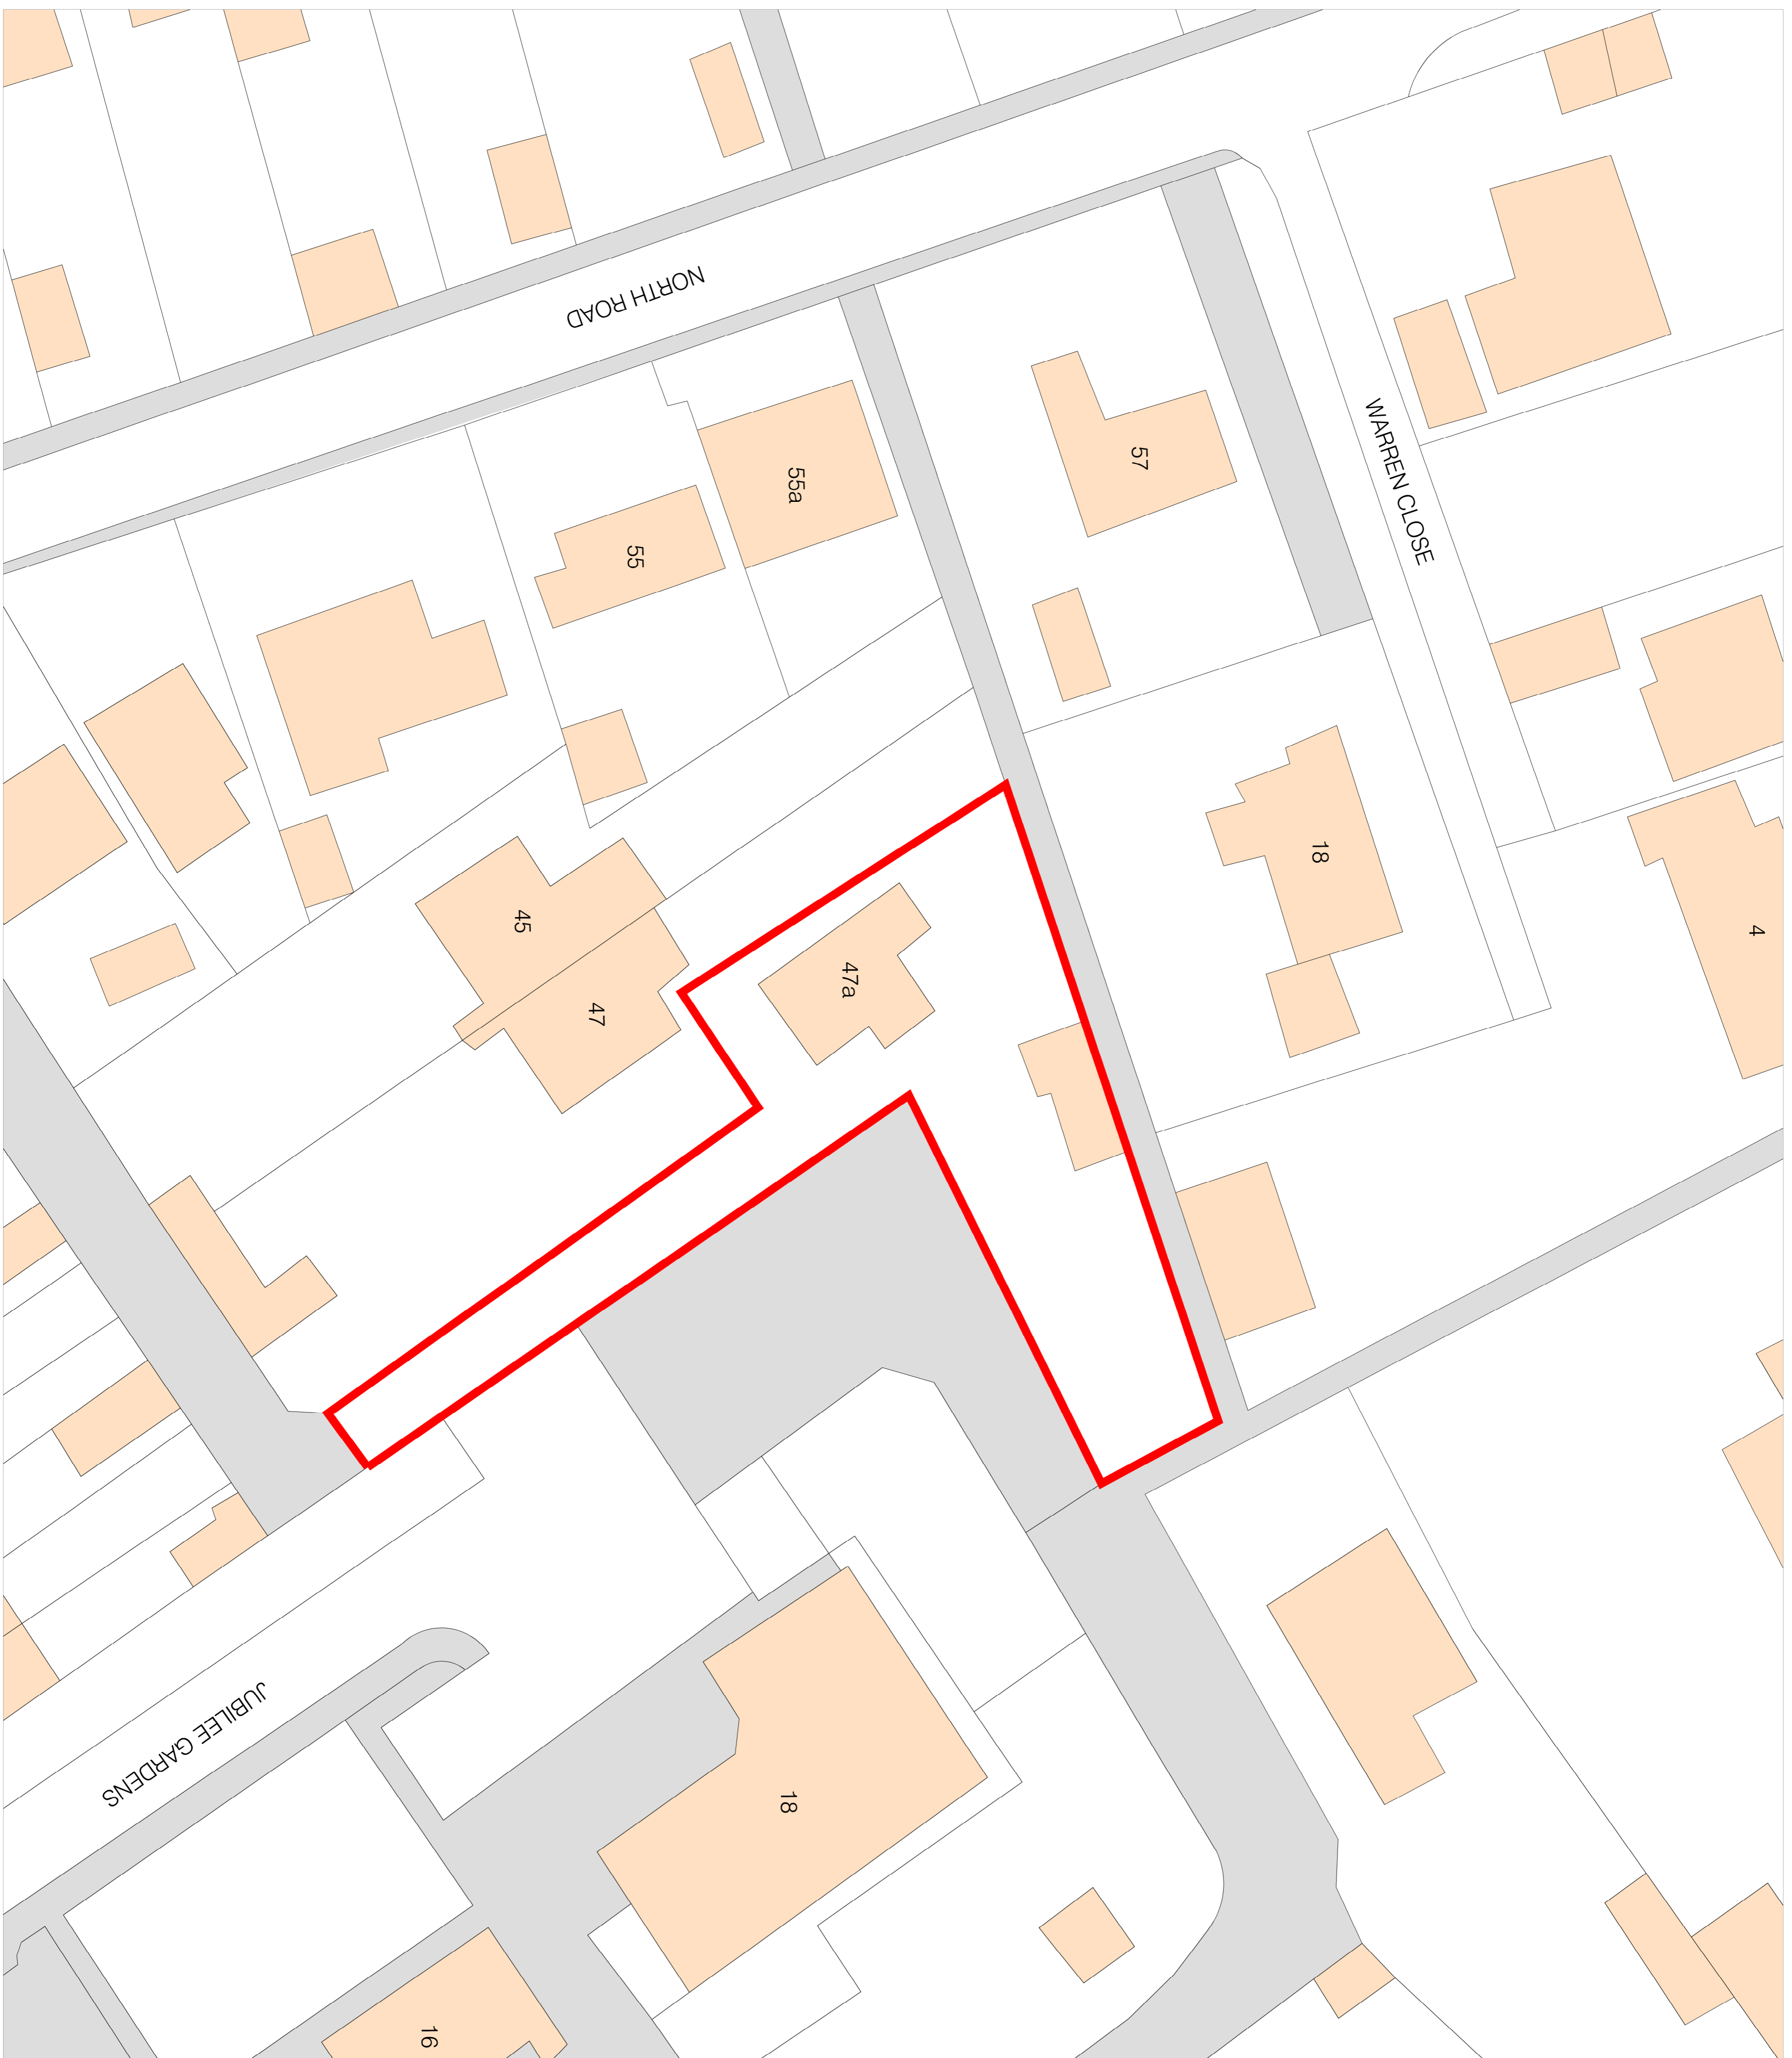 NORTH ROAD
WARREN CLOSE
57
55a
55
18
45
4
47a
47
JUBILEE GARDENS
18
16